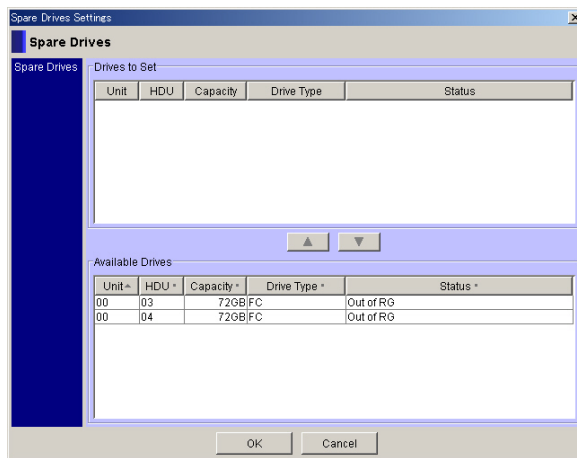 Spare Drives Settings
Spare Drives
Spare Drives
Drives to Set
Unit HDU Capacity Drive Type Status
Available Drives
Unit HDU Capacity Drive Type Status
00 03 72GB FC Out of RG
00 04 72GB FC Out of RG
OK Cancel